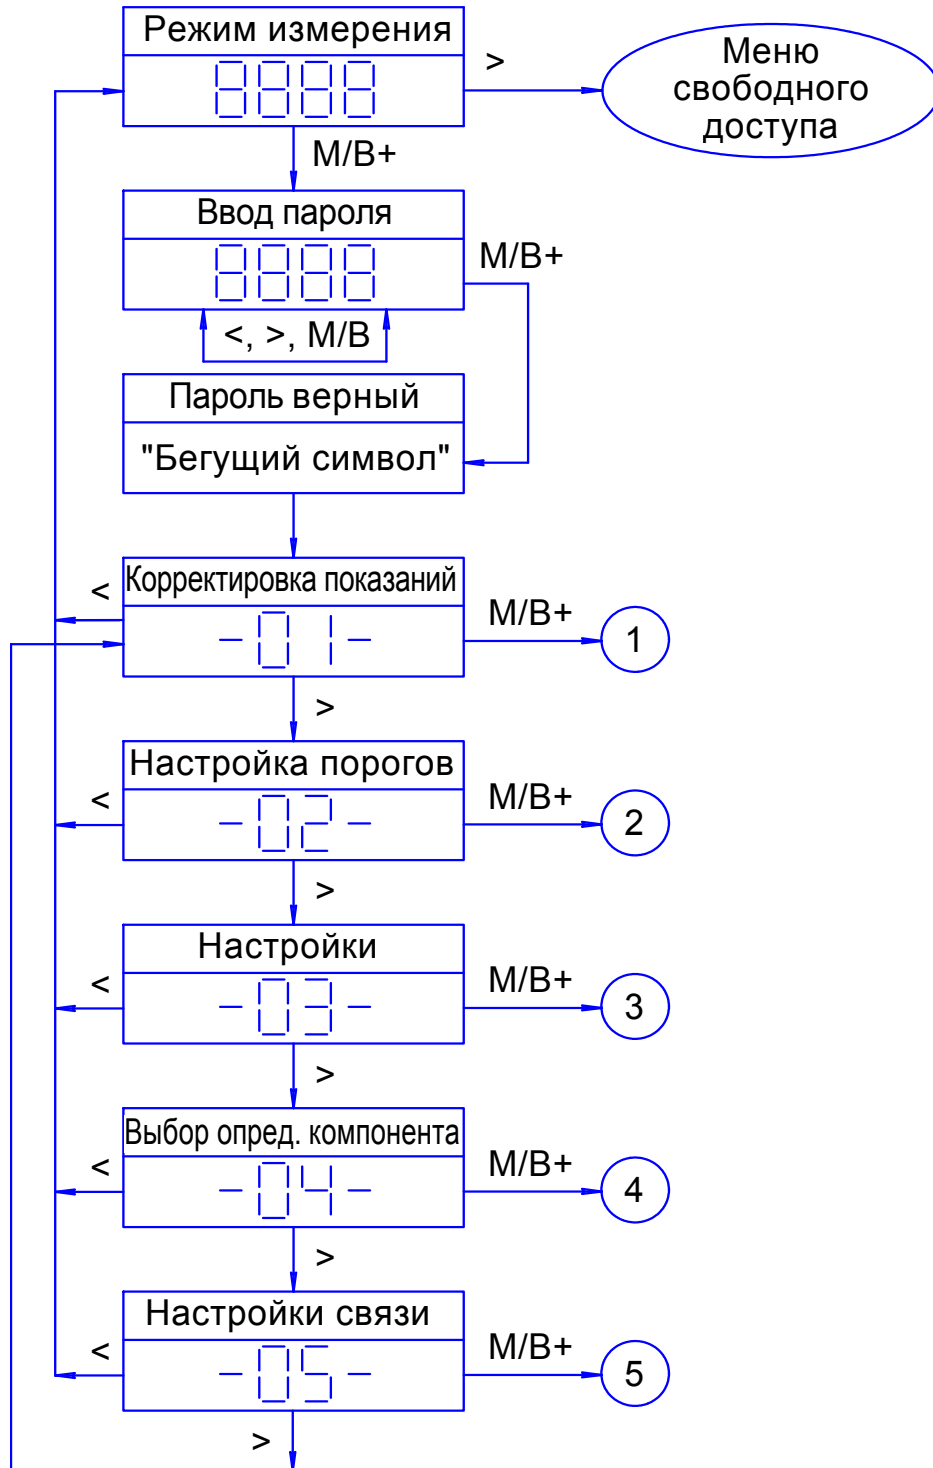 Режим измерения
8888
>
Меню
свободного
доступа
М/В+
Ввод пароля
8888
М/В+
<, >, М/В
Пароль верный
"Бегущий символ"
Корректировка показаний
<
-01-
М/В+
1
>
Настройка порогов
<
-02-
М/В+
2
>
Настройки
<
-03-
М/В+
3
>
Выбор опред. компонента
<
-04-
М/В+
4
>
Настройки связи
<
-05-
М/В+
5
>